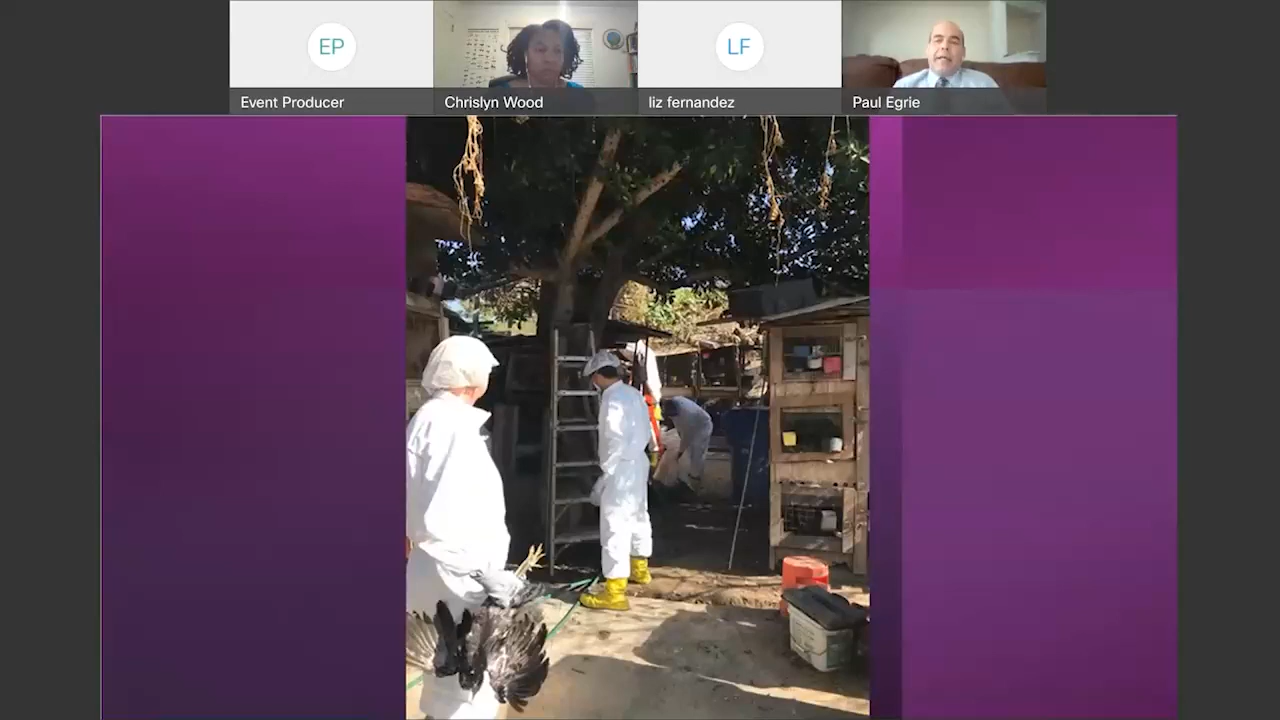 EP
Event Producer
Chrislyn Wood
LF
liz fernandez
Paul Egrie